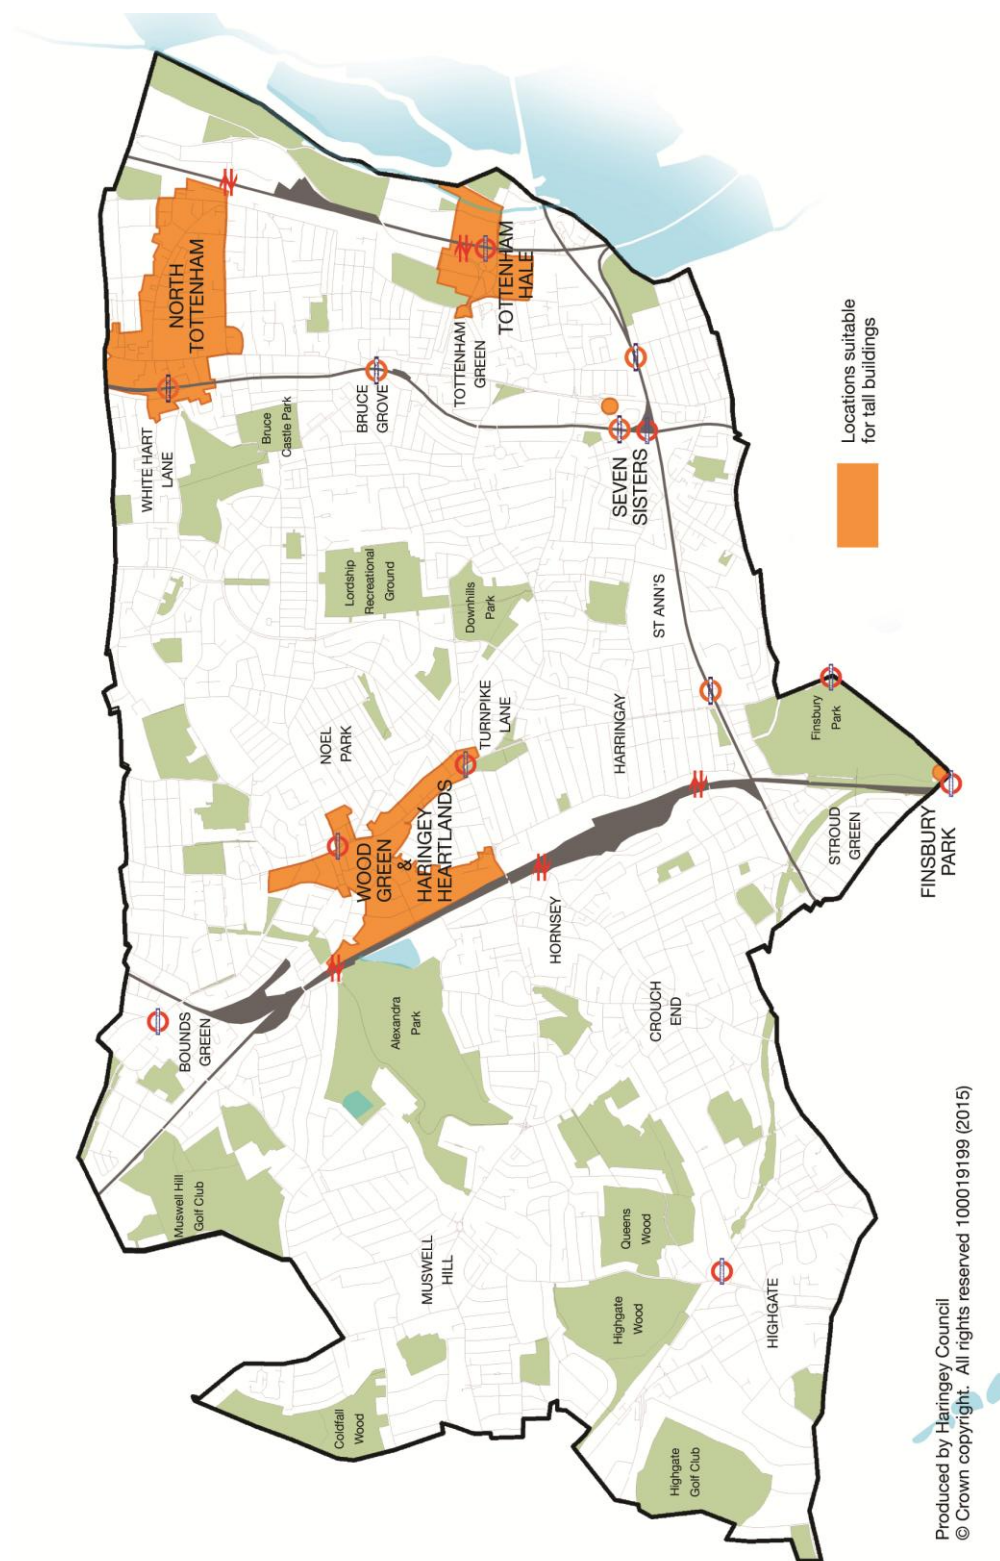 NORTH
TOTTENHAM
WHITE HART
LANE
Bruce
Castle Park
BRUCE
GROVE
TOTTENHAM
GREEN
TOTTENHAM
HALE
SEVEN
SISTERS
Lordship
Recreational
Ground
Downhills
Park
ST ANN'S
NOEL
PARK
TURNPIKE
LANE
HARRINGAY
Finsbury
Park
WOOD
GREEN
&
HARINGEY
HEARTLANDS
STROUD
GREEN
FINSBURY
PARK
HORNSEY
BOUNDS
GREEN
Alexandra
Park
CROUCH
END
Muswell Hill
Golf Club
MUSWELL
HILL
Queens
Wood
Highgate
Wood
HIGHGATE
Coldfall
Wood
Highgate
Golf Club
Locations suitable
for tall buildings
Produced by Haringey Council
© Crown copyright. All rights reserved 100019199 (2015)